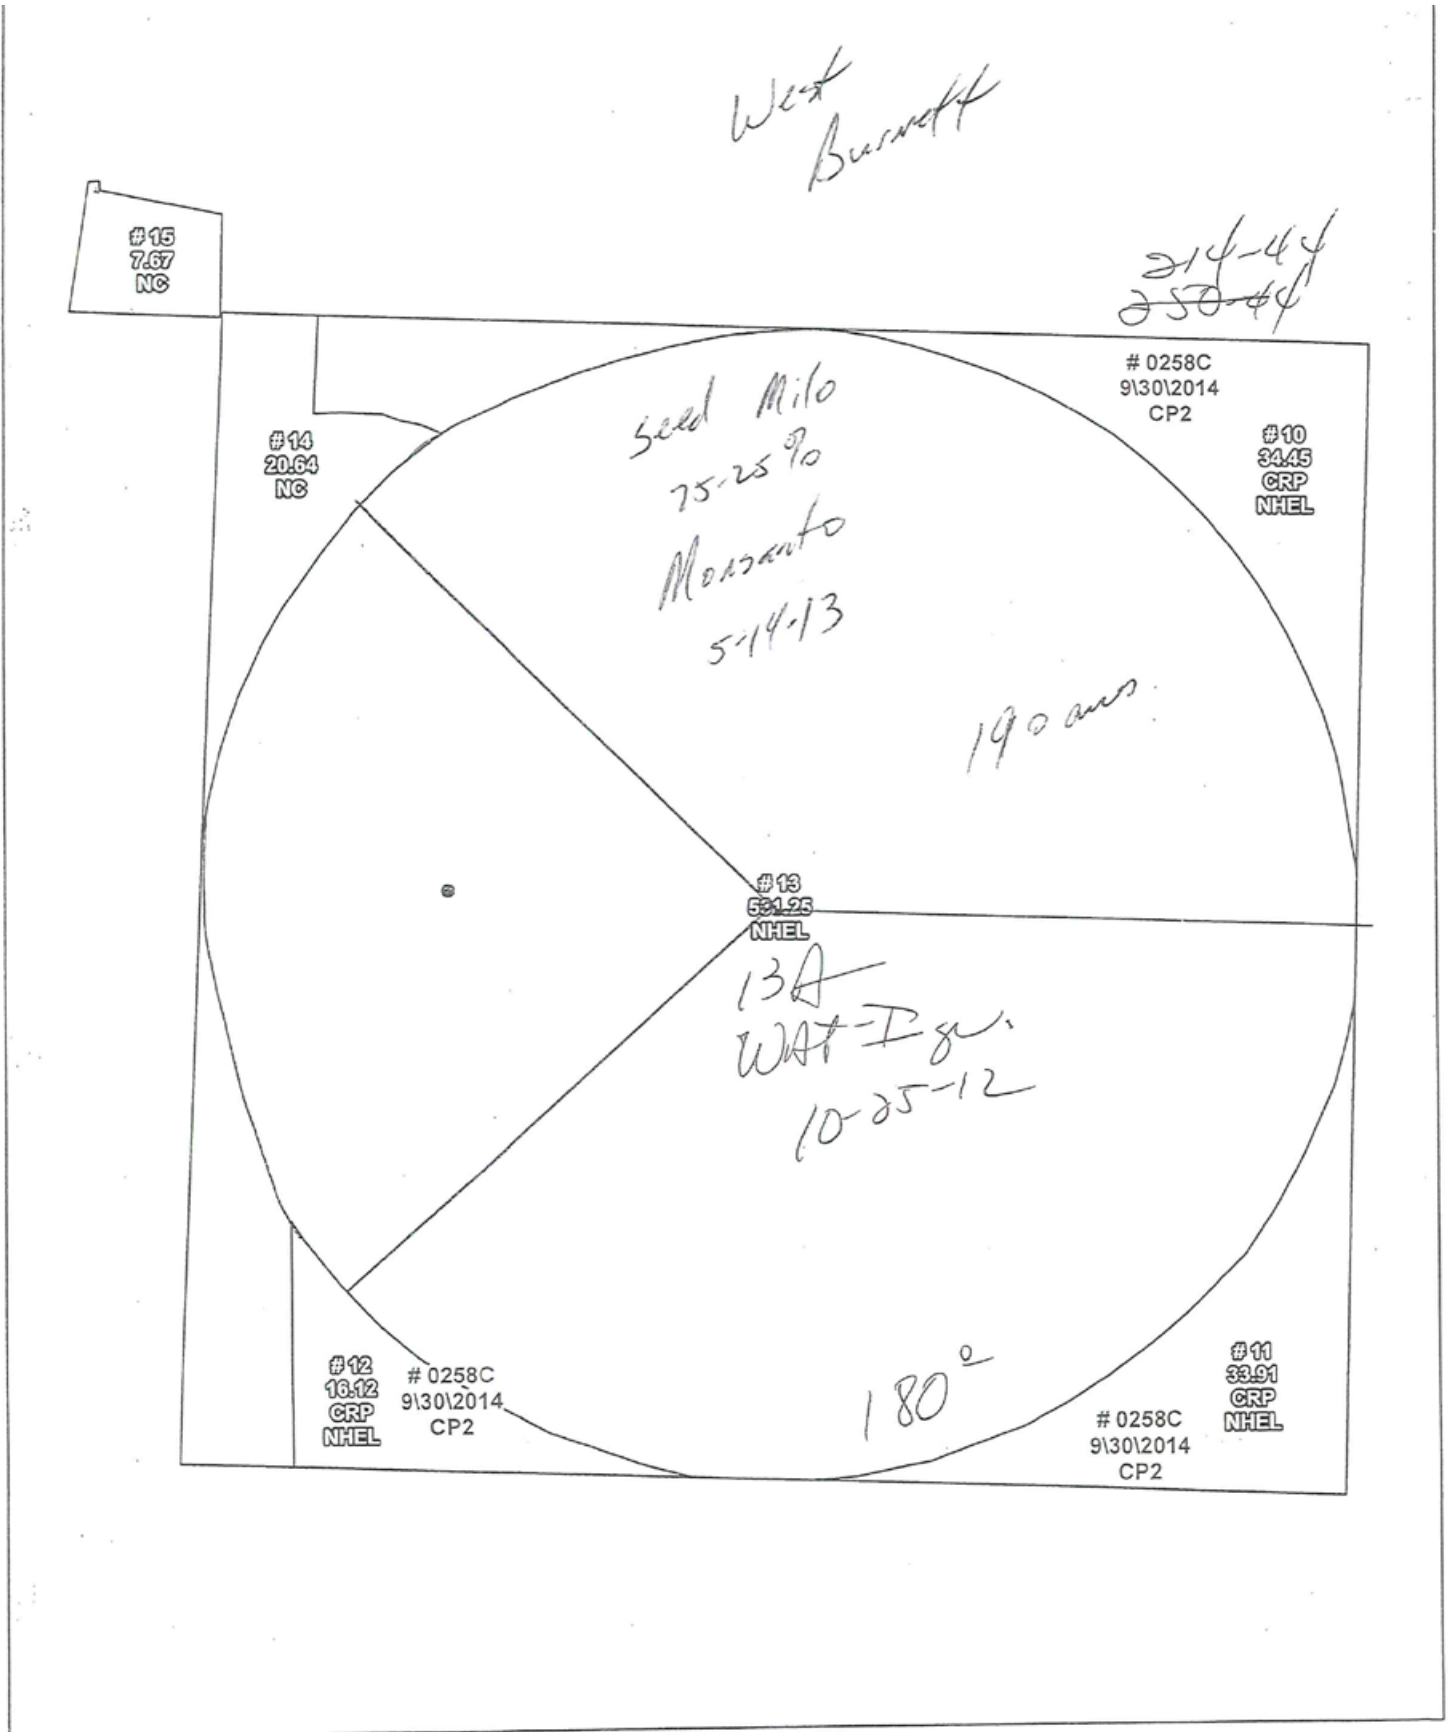 West
Burnett
214-44
250-44
# 15
7.67
NC
# 0258C
9\30\2014
CP2
# 10
34.45
CRP
NHEL
# 14
20.64
NC
Seed Milo
75-25%
Monsanto
5-14-13
190
# 13
531.25
NHEL
13A
10-25-12
180°
# 12
16.12
CRP
NHEL
# 0258C
9\30\2014
CP2
# 11
33.91
CRP
NHEL
# 0258C
9\30\2014
CP2